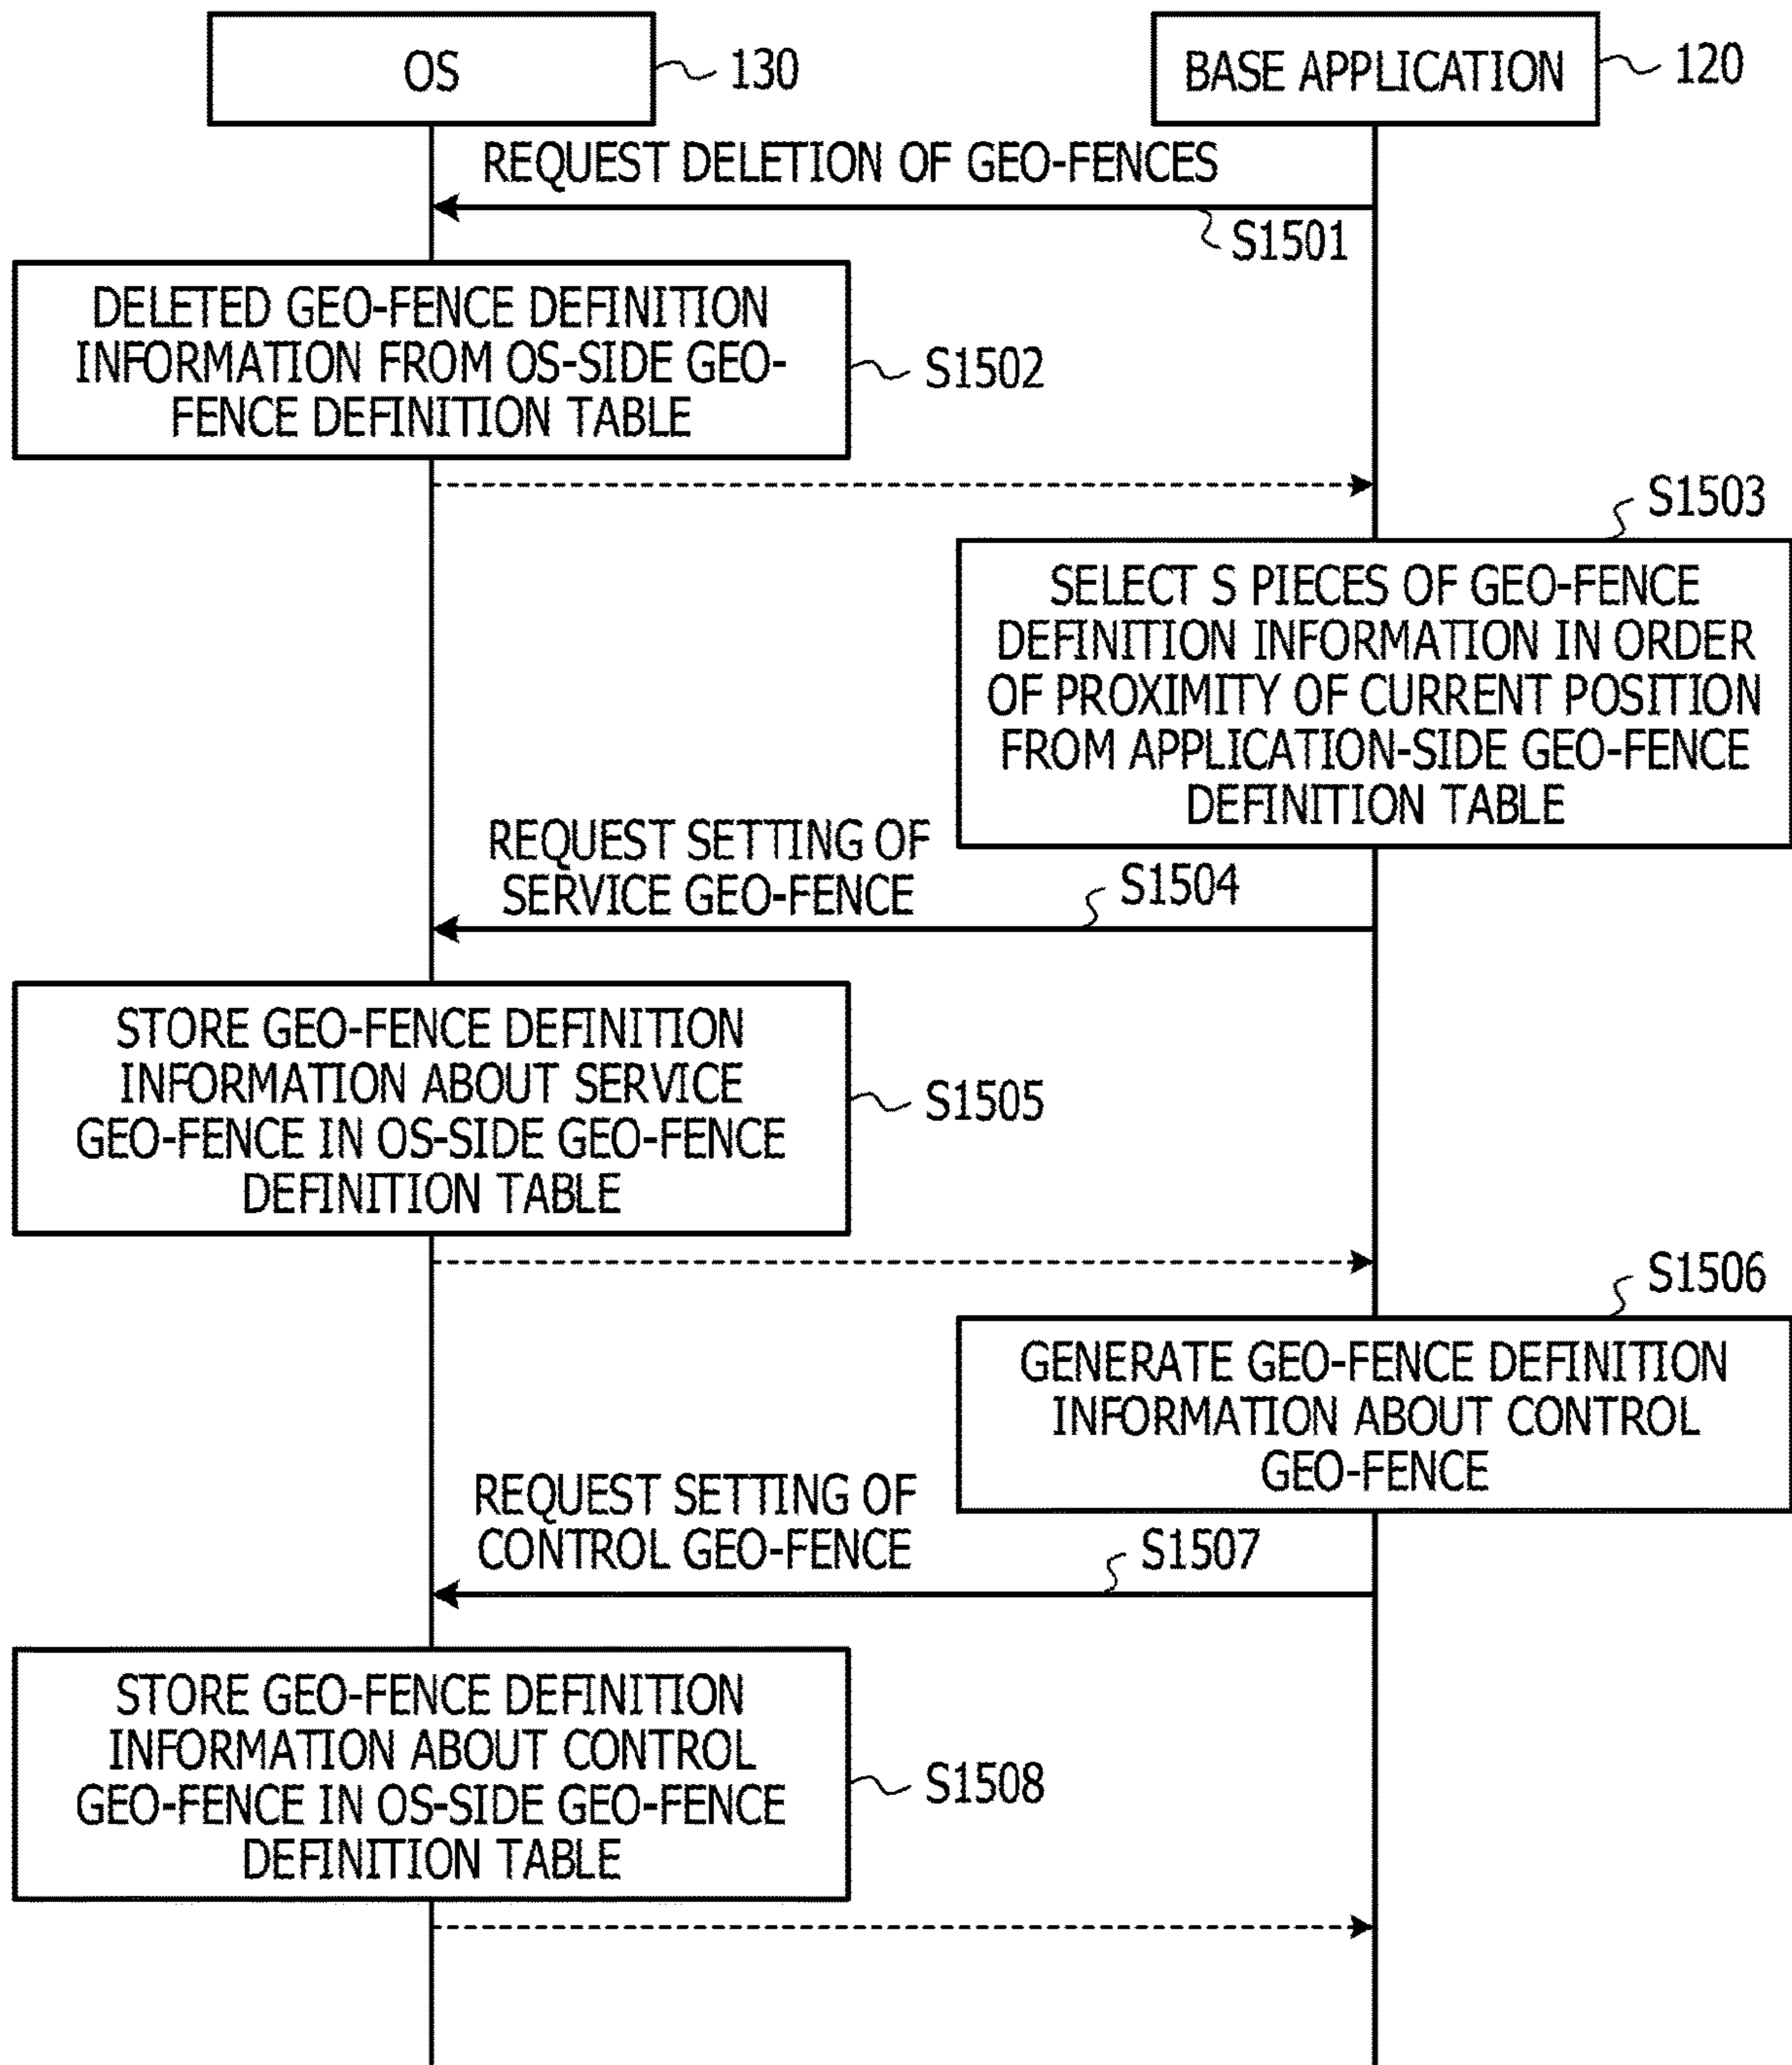 OS
130
BASE APPLICATION
120
REQUEST DELETION OF GEO-FENCES
S1501
DELETED GEO-FENCE DEFINITION
INFORMATION FROM OS-SIDE GEO-
FENCE DEFINITION TABLE
S1502
S1503
SELECT S PIECES OF GEO-FENCE
DEFINITION INFORMATION IN ORDER
OF PROXIMITY OF CURRENT POSITION
FROM APPLICATION-SIDE GEO-FENCE
DEFINITION TABLE
REQUEST SETTING OF
SERVICE GEO-FENCE
S1504
STORE GEO-FENCE DEFINITION
INFORMATION ABOUT SERVICE
GEO-FENCE IN OS-SIDE GEO-FENCE
DEFINITION TABLE
S1505
S1506
GENERATE GEO-FENCE DEFINITION
INFORMATION ABOUT CONTROL
GEO-FENCE
REQUEST SETTING OF
CONTROL GEO-FENCE
S1507
STORE GEO-FENCE DEFINITION
INFORMATION ABOUT CONTROL
GEO-FENCE IN OS-SIDE GEO-FENCE
DEFINITION TABLE
S1508